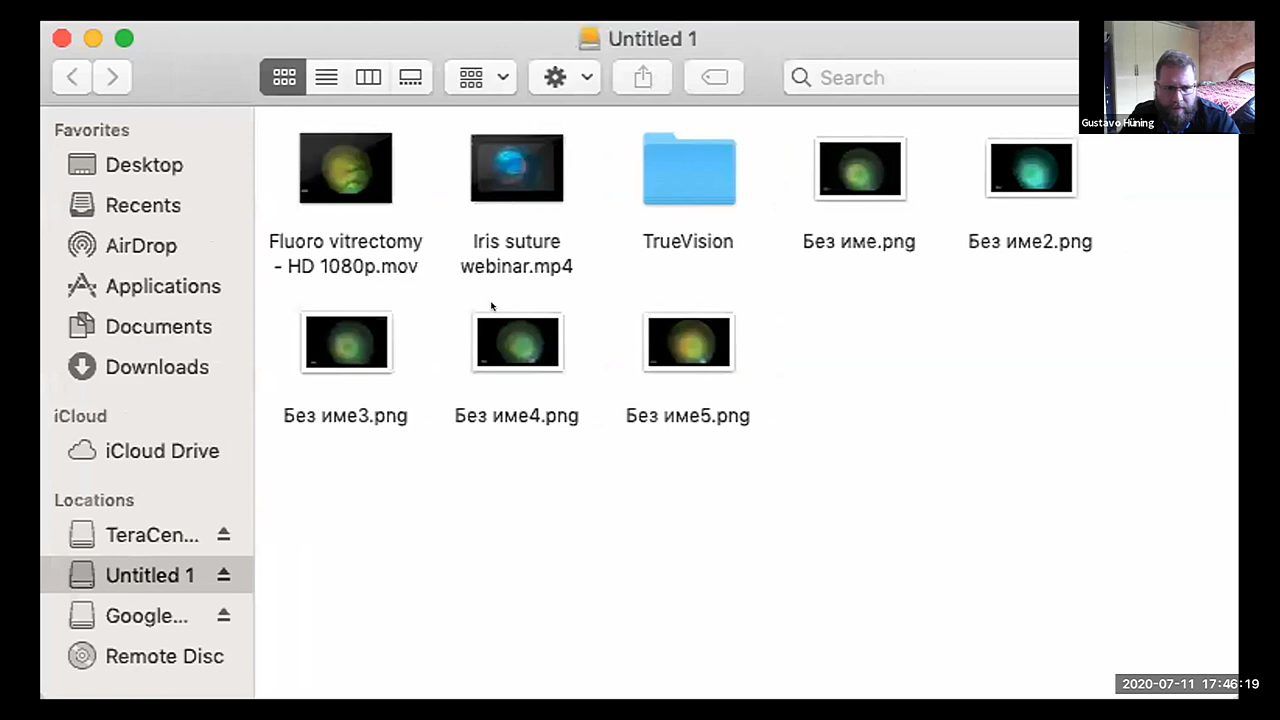 Untitled 1
Search
Gustavo Hüning
Favorites
Desktop
Recents
AirDrop
Applications
Documents
Downloads
iCloud
iCloud Drive
Locations
TeraCen...
Untitled 1
Google...
Remote Disc
Fluoro vitrectomy
- HD 1080p.mov
Iris suture
webinar.mp4
TrueVision
Без име.png
Без име2.png
Без име3.png
Без име4.png
Без име5.png
2020-07-11 17:46:19